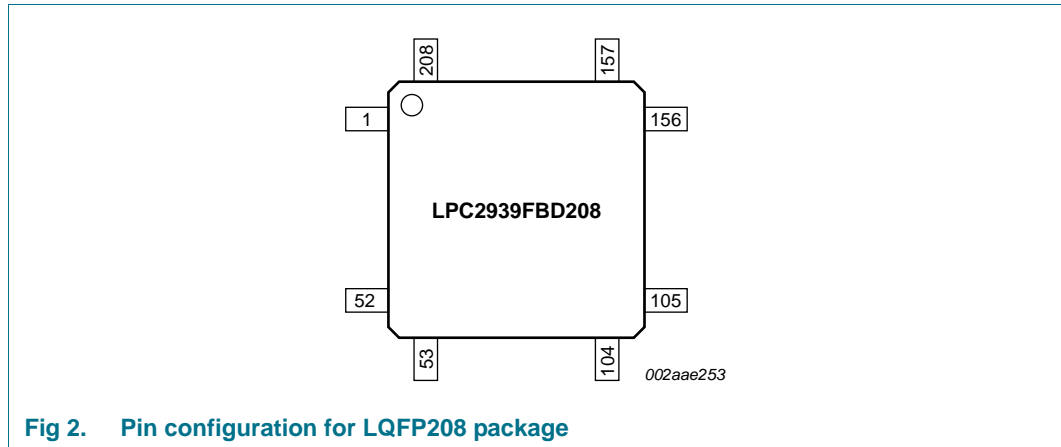 208 157
1 156
LPC2939FBD208
52 105
53 104
002aae253
Fig 2. Pin configuration for LQFP208 package